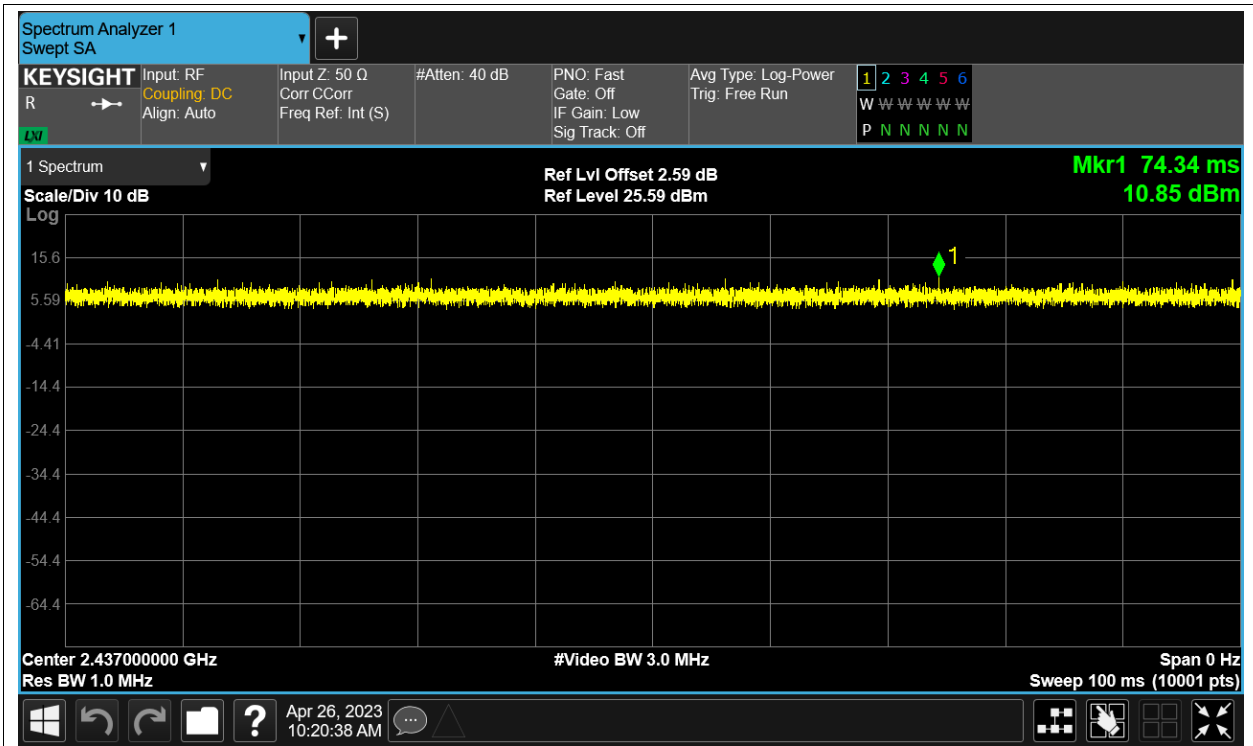 Spectrum Analyzer 1
Swept SA
KEYSIGHT
R
LXI
Input: RF
Coupling: DC
Align: Auto
Input Z: 50 Ω
Corr CCorr
Freq Ref: Int (S)
#Atten: 40 dB
PNO: Fast
Gate: Off
IF Gain: Low
Sig Track: Off
Avg Type: Log-Power
Trig: Free Run
1 2 3 4 5 6
W W W W W W
P N N N N N
1 Spectrum
Scale/Div 10 dB
Ref Lvl Offset 2.59 dB
Ref Level 25.59 dBm
Mkr1 74.34 ms
10.85 dBm
Log
15.6
5.59
-4.41
-14.4
-24.4
-34.4
-44.4
-54.4
-64.4
1
Center 2.437000000 GHz
Res BW 1.0 MHz
#Video BW 3.0 MHz
Span 0 Hz
Sweep 100 ms (10001 pts)
?
Apr 26, 2023
10:20:38 AM